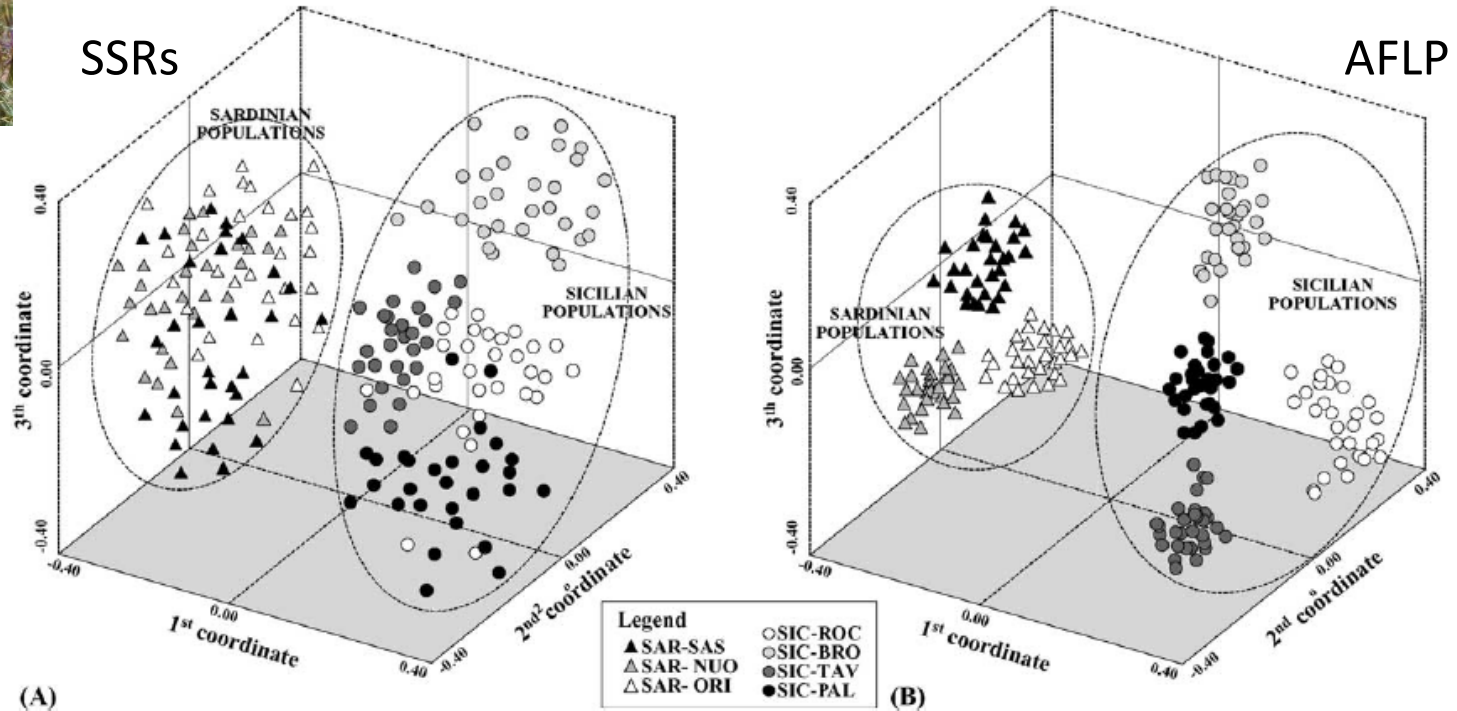 SSRs
SARDINIAN
POPULATIONS
SICILIAN
POPULATIONS
0.40
0.00
-0.40
3th coordinate
-0.40
0.00
0.40
1st coordinate
-0.40
0.00
0.40
2nd2 coordinate
(A)
AFLP
SARDINIAN
POPULATIONS
SICILIAN
POPULATIONS
0.40
0.00
-0.40
3th coordinate
-0.40
0.00
0.40
1st coordinate
-0.40
0.00
0.40
2nd coordinate
(B)
Legend
SAR-SAS
SAR- NUO
SAR- ORI
SIC-ROC
SIC-BRO
SIC-TAV
SIC-PAL